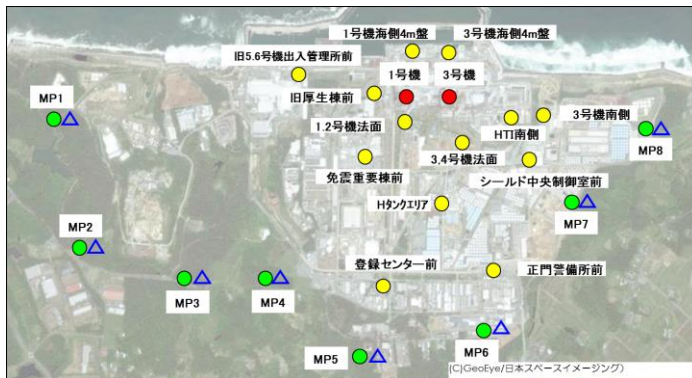 1号機海側4m盤
3号機海側4m盤
旧5.6号機出入管理所前
1号機
3号機
MP1
旧厚生棟前
3号機南側
1.2号機法面
HTI南側
MP8
3,4号機法面
免震重要棟前
シールド中央制御室前
Hタンクエリア
MP7
MP2
登録センター前
正門警備所前
MP3
MP4
MP5
MP6
(C)GeoEye/日本スペースイメージング)